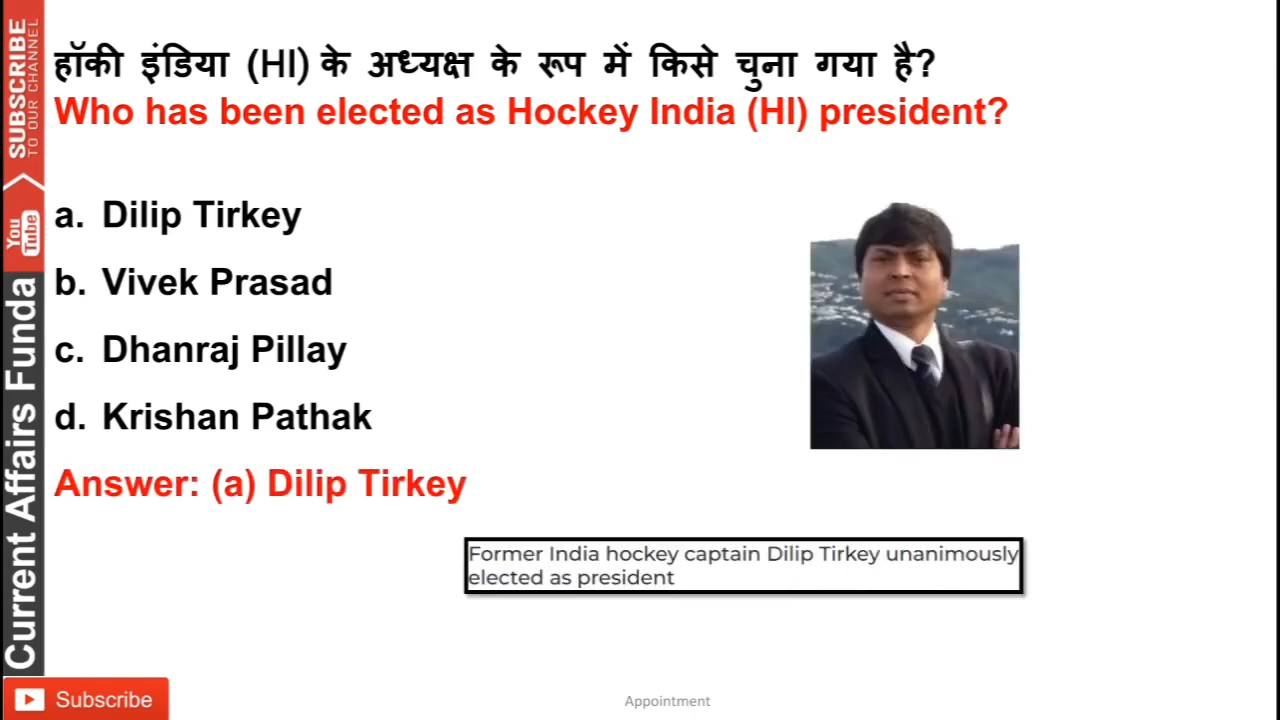 हॉकी इंडिया (HI) के अध्यक्ष के रूप में किसे चुना गया है?
Who has been elected as Hockey India (HI) president?
a. Dilip Tirkey
b. Vivek Prasad
c. Dhanraj Pillay
d. Krishan Pathak
Answer: (a) Dilip Tirkey
Former India hockey captain Dilip Tirkey unanimously
elected as president
SUBSCRIBE
TO OUR CHANNEL
You
Tube
Current Affairs Funda
Subscribe
Appointment